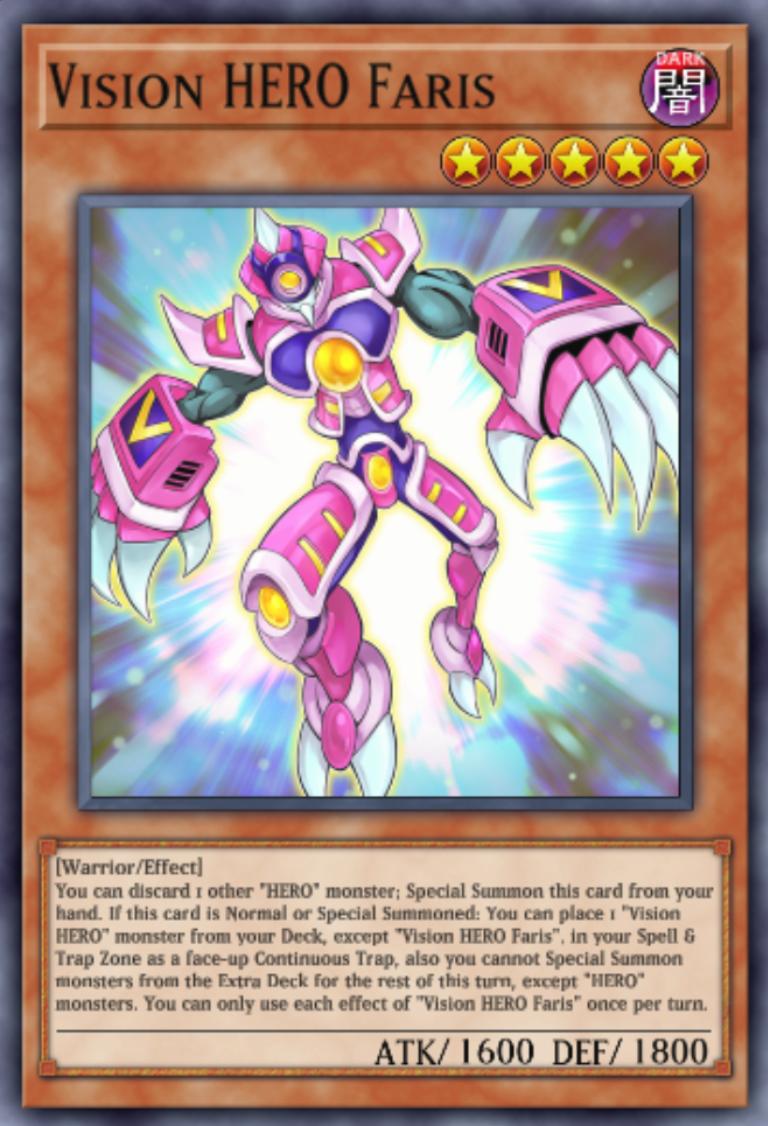 Vision HERO Faris
DARK
闇
V
V
[Warrior/Effect]
You can discard 1 other "HERO" monster; Special Summon this card from your
hand. If this card is Normal or Special Summoned: You can place 1 "Vision
HERO" monster from your Deck, except "Vision HERO Faris", in your Spell &
Trap Zone as a face-up Continuous Trap, also you cannot Special Summon
monsters from the Extra Deck for the rest of this turn, except "HERO"
monsters. You can only use each effect of "Vision HERO Faris" once per turn.
ATK/ 1600 DEF/ 1800